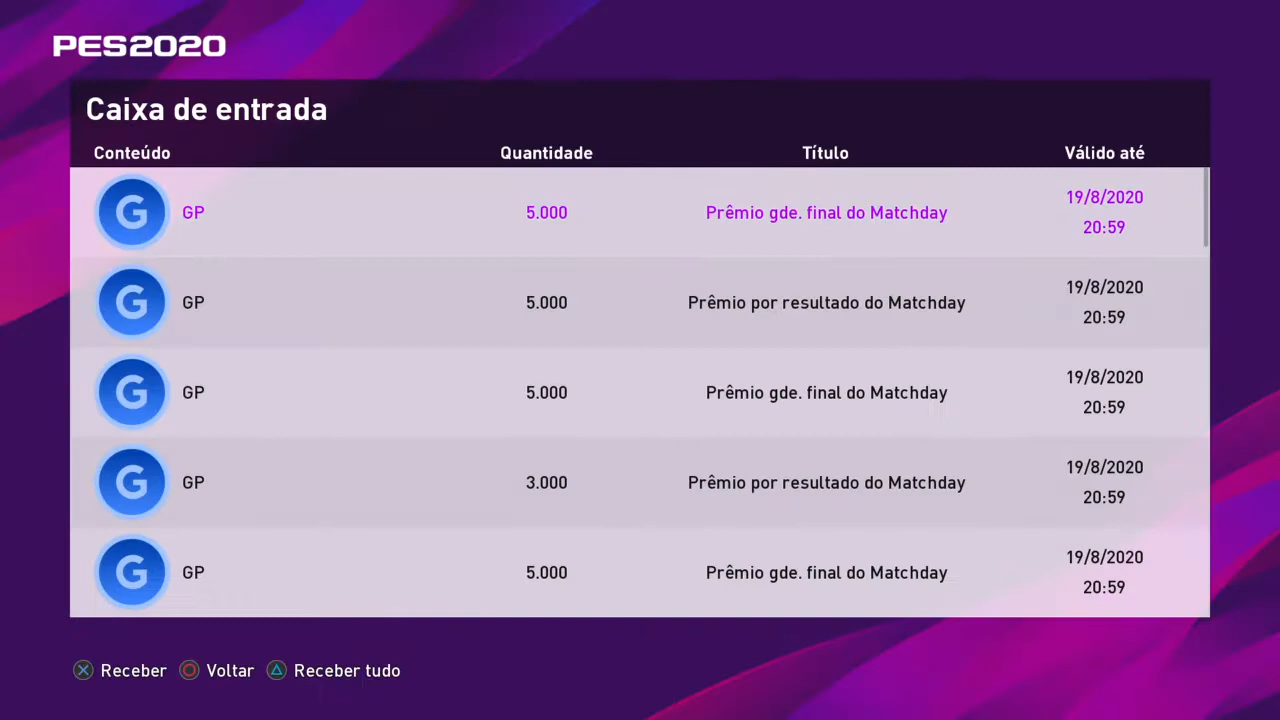 PES2020
Caixa de entrada
Conteúdo Quantidade Título Válido até
GP 5.000 Prêmio gde. final do Matchday 19/8/2020 20:59
GP 5.000 Prêmio por resultado do Matchday 19/8/2020 20:59
GP 5.000 Prêmio gde. final do Matchday 19/8/2020 20:59
GP 3.000 Prêmio por resultado do Matchday 19/8/2020 20:59
GP 5.000 Prêmio gde. final do Matchday 19/8/2020 20:59
Receber Voltar Receber tudo